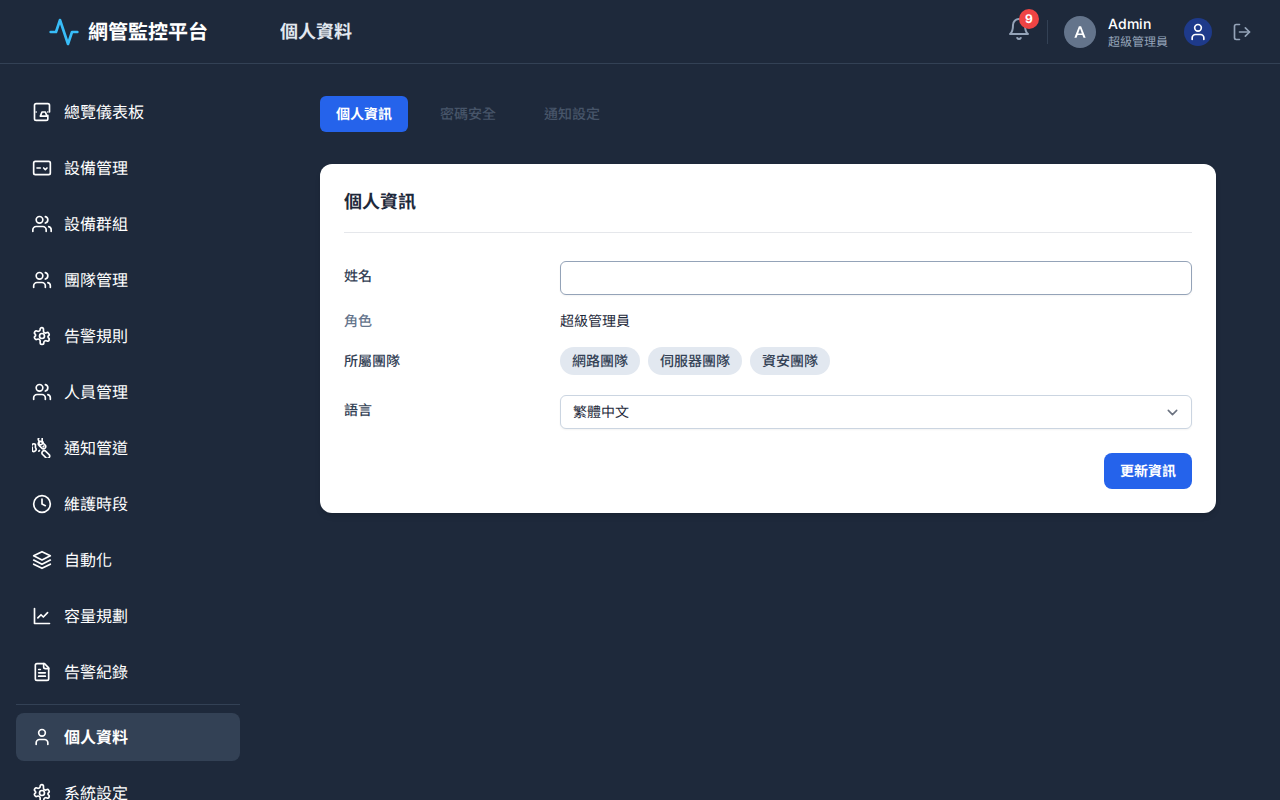 網管監控平台
個人資料
9
A
Admin
超級管理員
總覽儀表板
設備管理
設備群組
團隊管理
告警規則
人員管理
通知管道
維護時段
自動化
容量規劃
告警紀錄
個人資料
系統設定
個人資訊
密碼安全
通知設定
個人資訊
姓名
角色
超級管理員
所屬團隊
網路團隊 伺服器團隊 資安團隊
語言
繁體中文
更新資訊